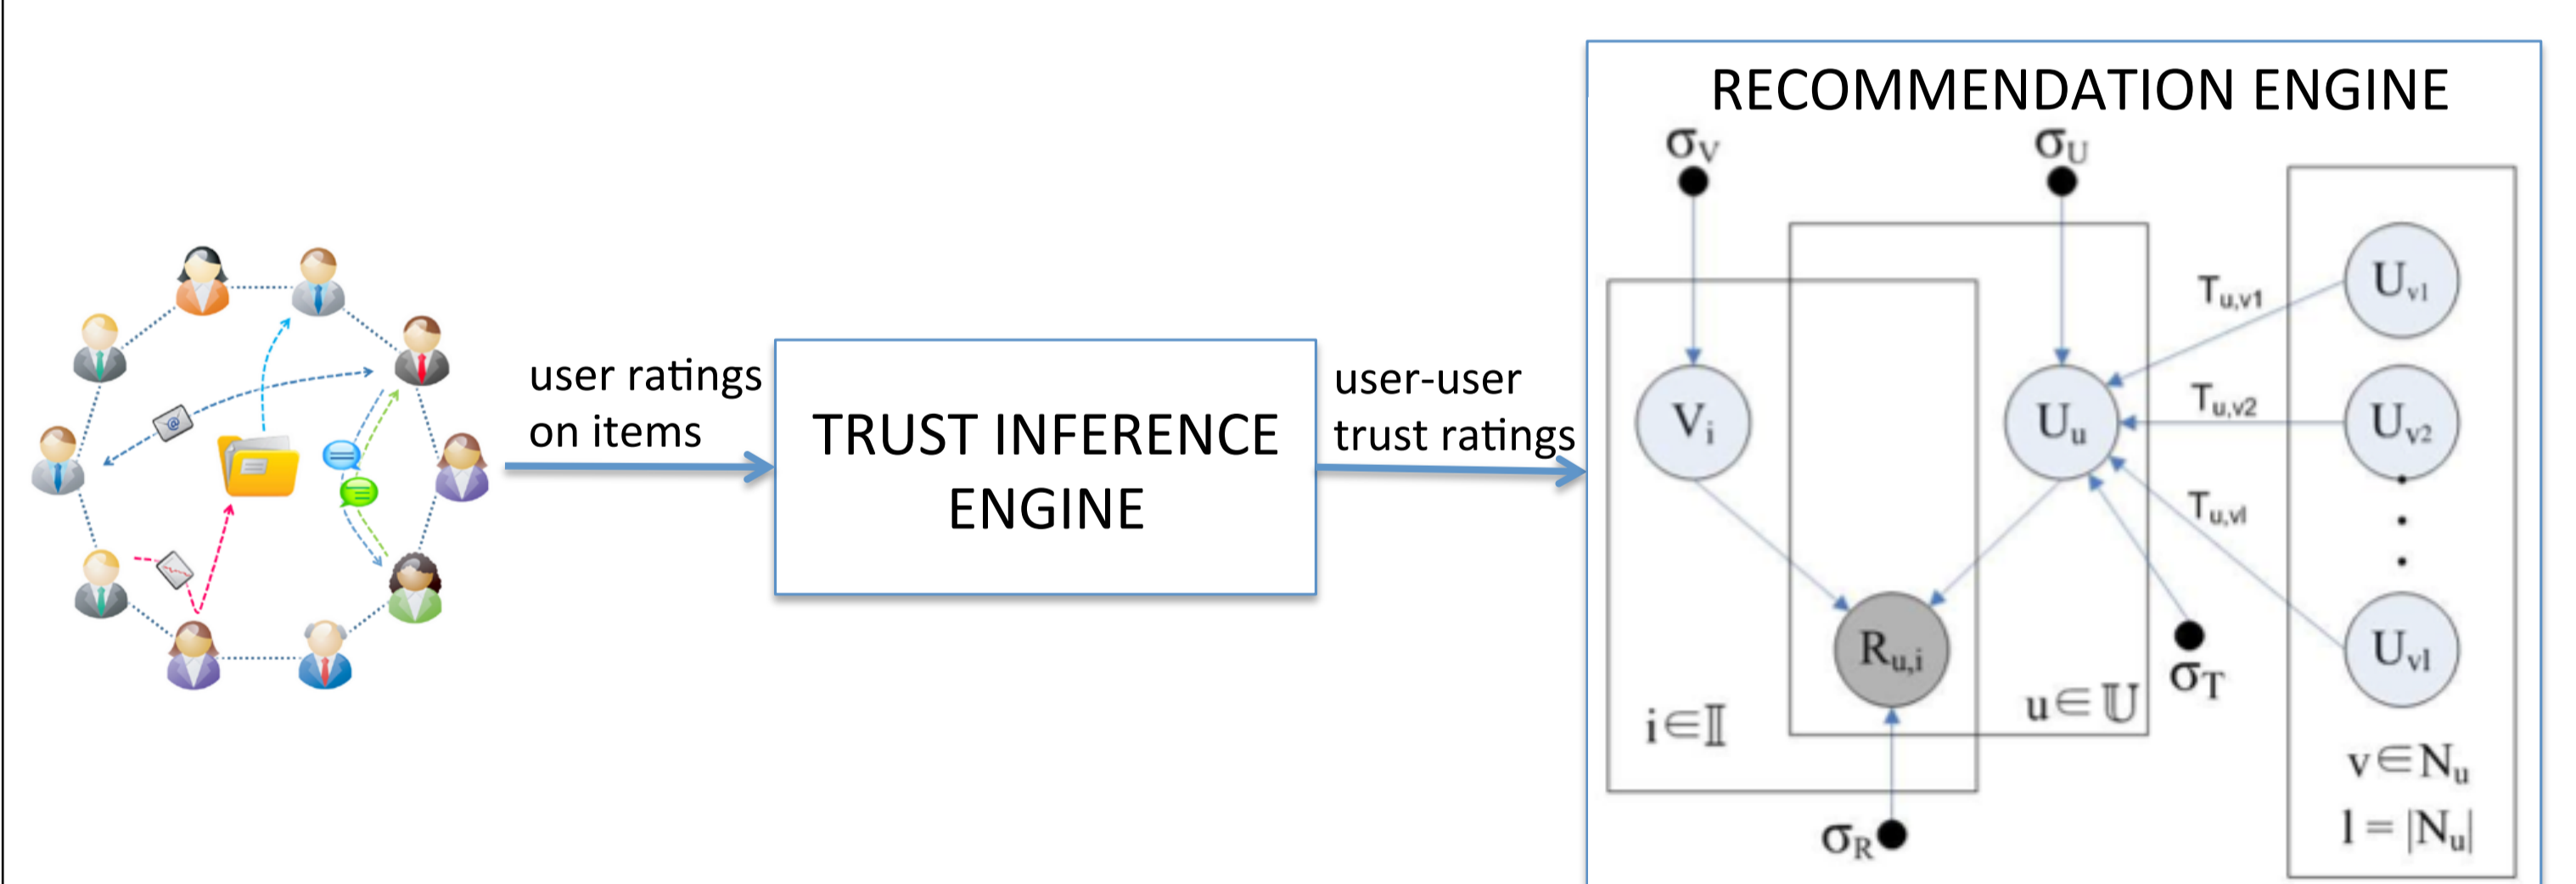 RECOMMENDATION ENGINE
σV
σU
user ratings
on items
TRUST INFERENCE
ENGINE
user-user
trust ratings
Vi
Uu
Tu,v1
Tu,v2
Tu,vl
Uv1
Uv2
Uvl
Ru,i
σT
i∈𝕀
u∈𝕌
σR
v∈Nu
l = |Nu|